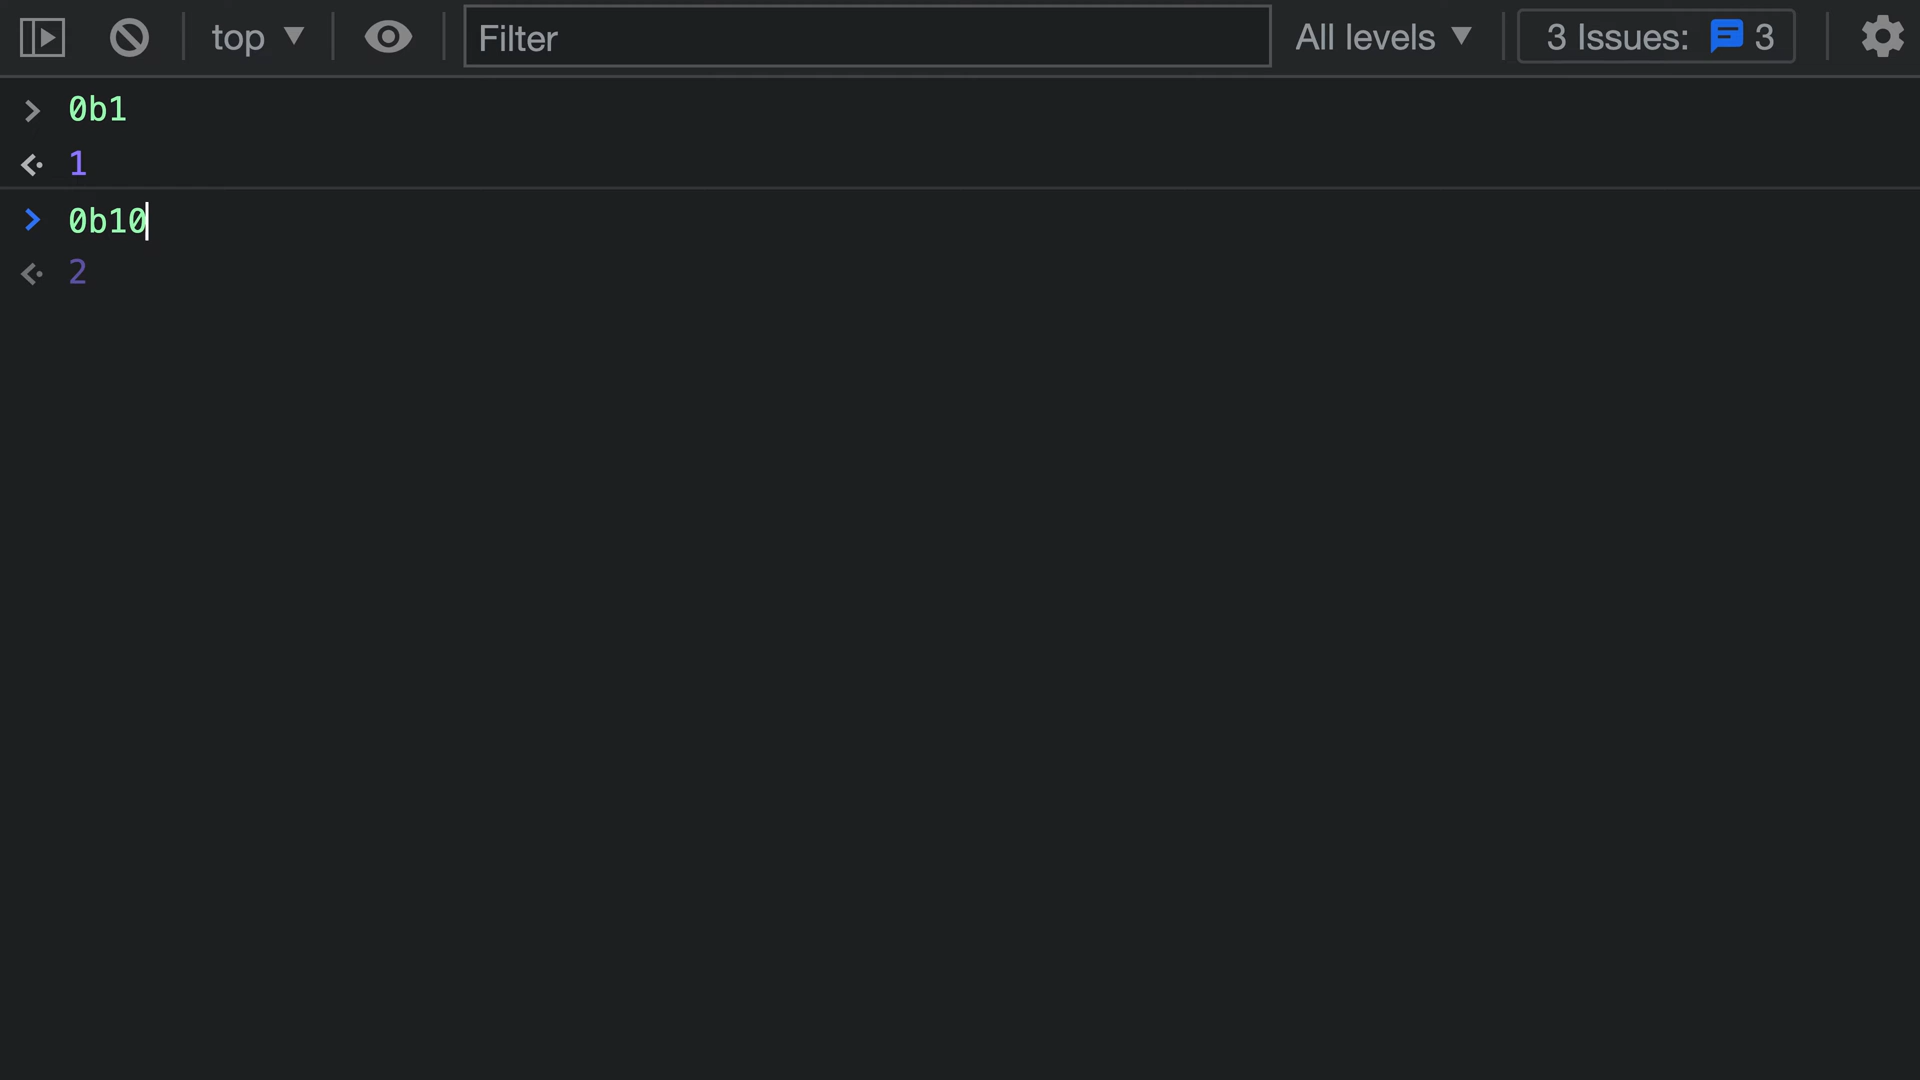 top ▼ Filter All levels ▼ 3 Issues: 3
> 0b1
1
> 0b10
2